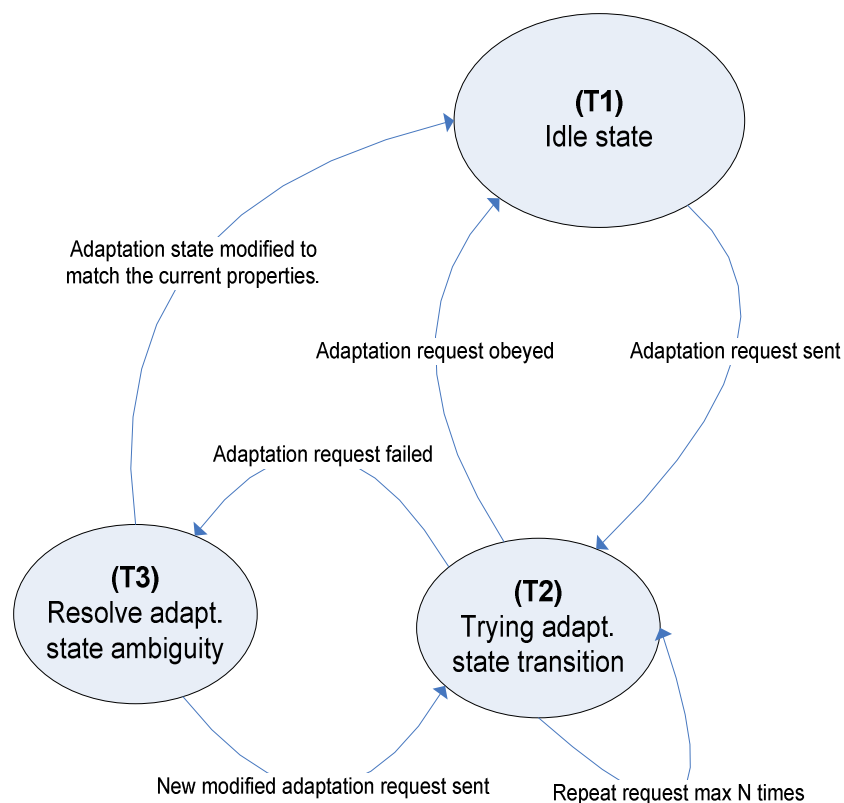 (T1)
Idle state
Adaptation state modified to
match the current properties.
Adaptation request obeyed
Adaptation request sent
Adaptation request failed
(T3)
Resolve adapt.
state ambiguity
(T2)
Trying adapt.
state transition
New modified adaptation request sent
Repeat request max N times